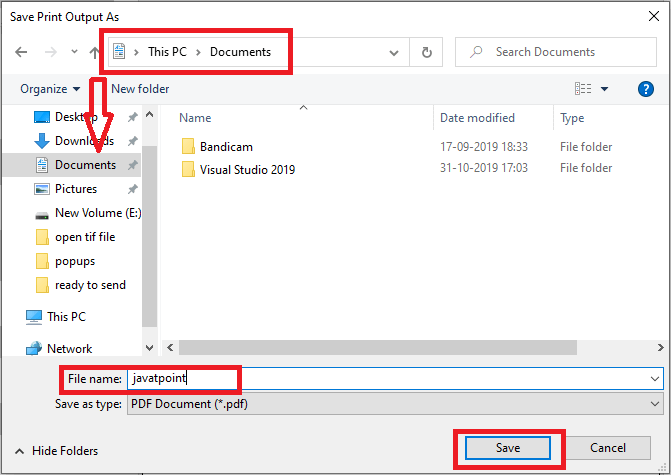 Save Print Output As
This PC > Documents
Search Documents
Organize
New folder
Name
Date modified
Type
Desktop
Downloads
Documents
Pictures
New Volume (E:)
open tif file
popups
ready to send
This PC
Network
Bandicam 17-09-2019 18:33 File folder
Visual Studio 2019 31-10-2019 17:03 File folder
File name: javatpoint
Save as type: PDF Document (*.pdf)
Hide Folders
Save
Cancel